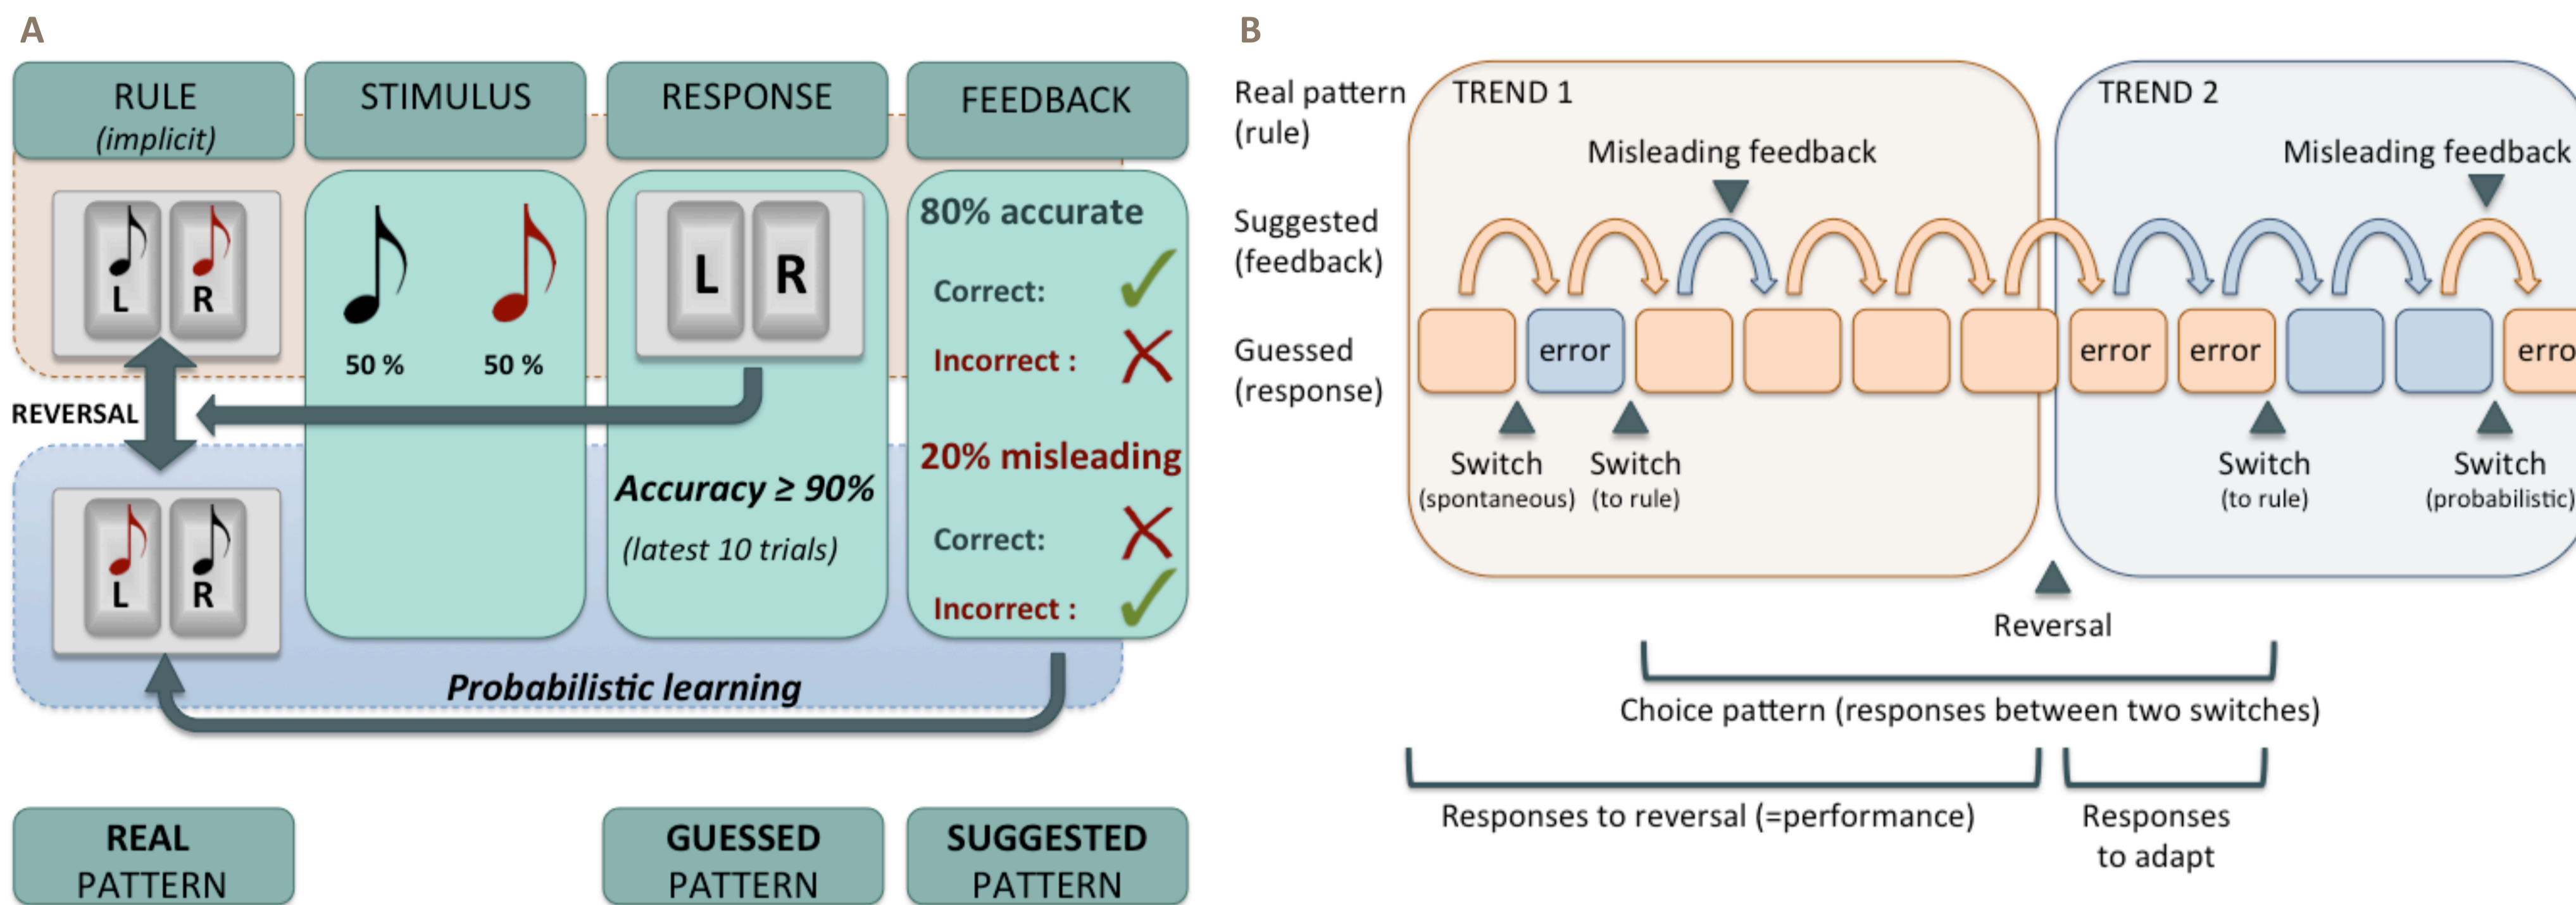 A
RULE
(implicit)
STIMULUS
RESPONSE
FEEDBACK
L R
50 %
50 %
L R
80% accurate
Correct:
Incorrect :
REVERSAL
Accuracy ≥ 90%
(latest 10 trials)
20% misleading
Correct:
Incorrect :
L R
Probabilistic learning
REAL
PATTERN
GUESSED
PATTERN
SUGGESTED
PATTERN
B
Real pattern
(rule)
TREND 1
TREND 2
Misleading feedback
Misleading feedback
Suggested
(feedback)
Guessed
(response)
error
error
error
erro
Switch
(spontaneous)
Switch
(to rule)
Switch
(to rule)
Switch
(probabilistic)
Reversal
Choice pattern (responses between two switches)
Responses to reversal (=performance)
Responses
to adapt